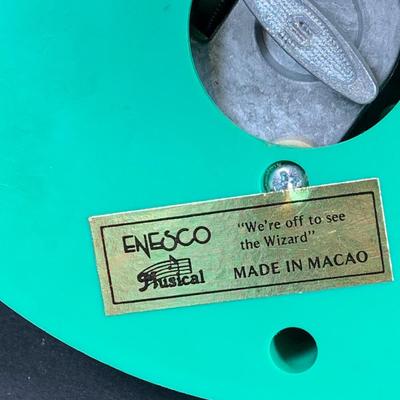 ENESCO
Musical
"We're off to see
the Wizard"
MADE IN MACAO